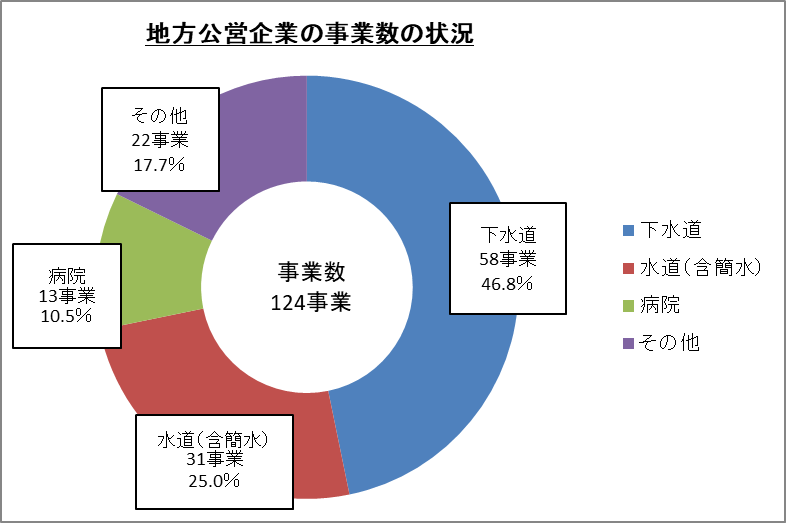 地方公営企業の事業数の状況
その他
22事業
17.7%
下水道
58事業
46.8%
病院
13事業
10.5%
水道(含簡水)
31事業
25.0%
事業数
124事業
下水道
水道(含簡水)
病院
その他